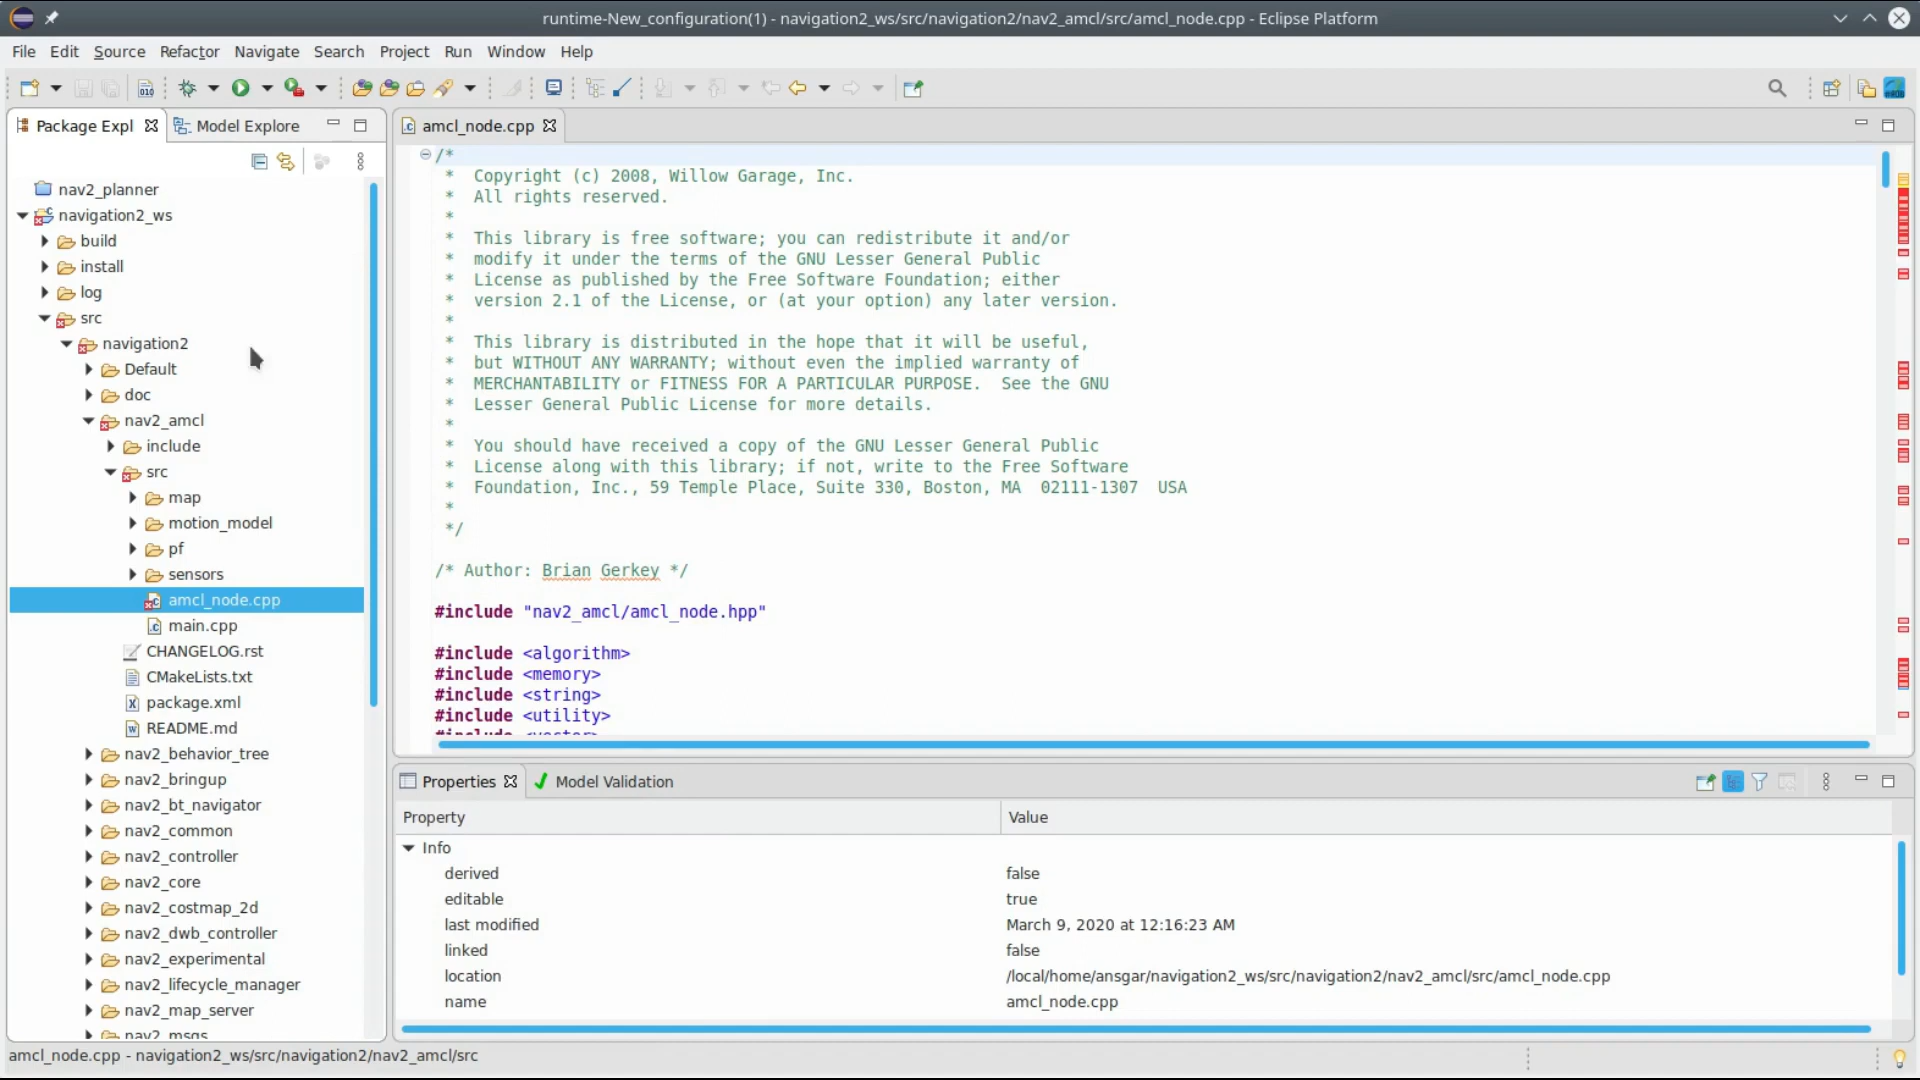 runtime-New_configuration(1) - navigation2_ws/src/navigation2/nav2_amcl/src/amcl_node.cpp - Eclipse Platform
File Edit Source Refactor Navigate Search Project Run Window Help
010
Package Expl
Model Explore
nav2_planner
navigation2_ws
build
install
log
src
navigation2
Default
doc
nav2_amcl
include
src
map
motion_model
pf
sensors
amcl_node.cpp
main.cpp
CHANGELOG.rst
CMakeLists.txt
package.xml
README.md
nav2_behavior_tree
nav2_bringup
nav2_bt_navigator
nav2_common
nav2_controller
nav2_core
nav2_costmap_2d
nav2_dwb_controller
nav2_experimental
nav2_lifecycle_manager
nav2_map_server
nav2_msgs
amcl_node.cpp
/*
* Copyright (c) 2008, Willow Garage, Inc.
* All rights reserved.
*
* This library is free software; you can redistribute it and/or
* modify it under the terms of the GNU Lesser General Public
* License as published by the Free Software Foundation; either
* version 2.1 of the License, or (at your option) any later version.
*
* This library is distributed in the hope that it will be useful,
* but WITHOUT ANY WARRANTY; without even the implied warranty of
* MERCHANTABILITY or FITNESS FOR A PARTICULAR PURPOSE.  See the GNU
* Lesser General Public License for more details.
*
* You should have received a copy of the GNU Lesser General Public
* License along with this library; if not, write to the Free Software
* Foundation, Inc., 59 Temple Place, Suite 330, Boston, MA  02111-1307  USA
*
*/
/* Author: Brian Gerkey */
#include "nav2_amcl/amcl_node.hpp"
#include <algorithm>
#include <memory>
#include <string>
#include <utility>
#include <vector>
Properties
Model Validation
Property Value
Info
derived false
editable true
last modified March 9, 2020 at 12:16:23 AM
linked false
location /local/home/ansgar/navigation2_ws/src/navigation2/nav2_amcl/src/amcl_node.cpp
name amcl_node.cpp
amcl_node.cpp - navigation2_ws/src/navigation2/nav2_amcl/src